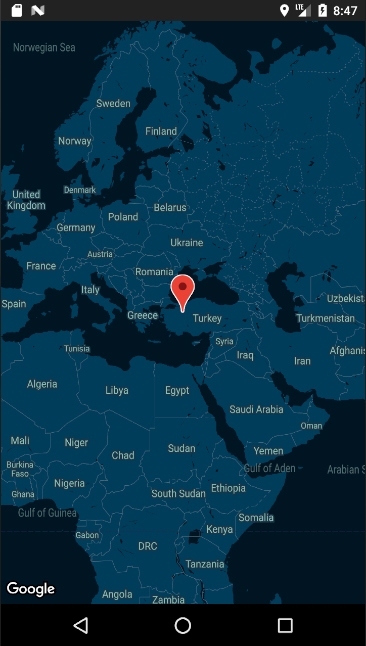 LTE 8:47
Norwegian Sea
Sweden
Finland
Norway
United
Kingdom
Denmark
Belarus
Poland
Germany
Ukraine
Austria
France
Romania
Italy
Spain
Uzbekist
Greece
Turkey
Turkmenistan
Syria
Tunisia
Iraq
Iran
Afghanis
Algeria
Libya
Egypt
Saudi Arabia
Oman
Mali
Niger
Chad
Sudan
Yemen
Burkina
Faso
Gulf of Aden
Arabian S
Nigeria
Ghana
South Sudan
Ethiopia
Gulf of Guinea
Somalia
Kenya
Gabon
DRC
Tanzania
Google
Angola
Zambia